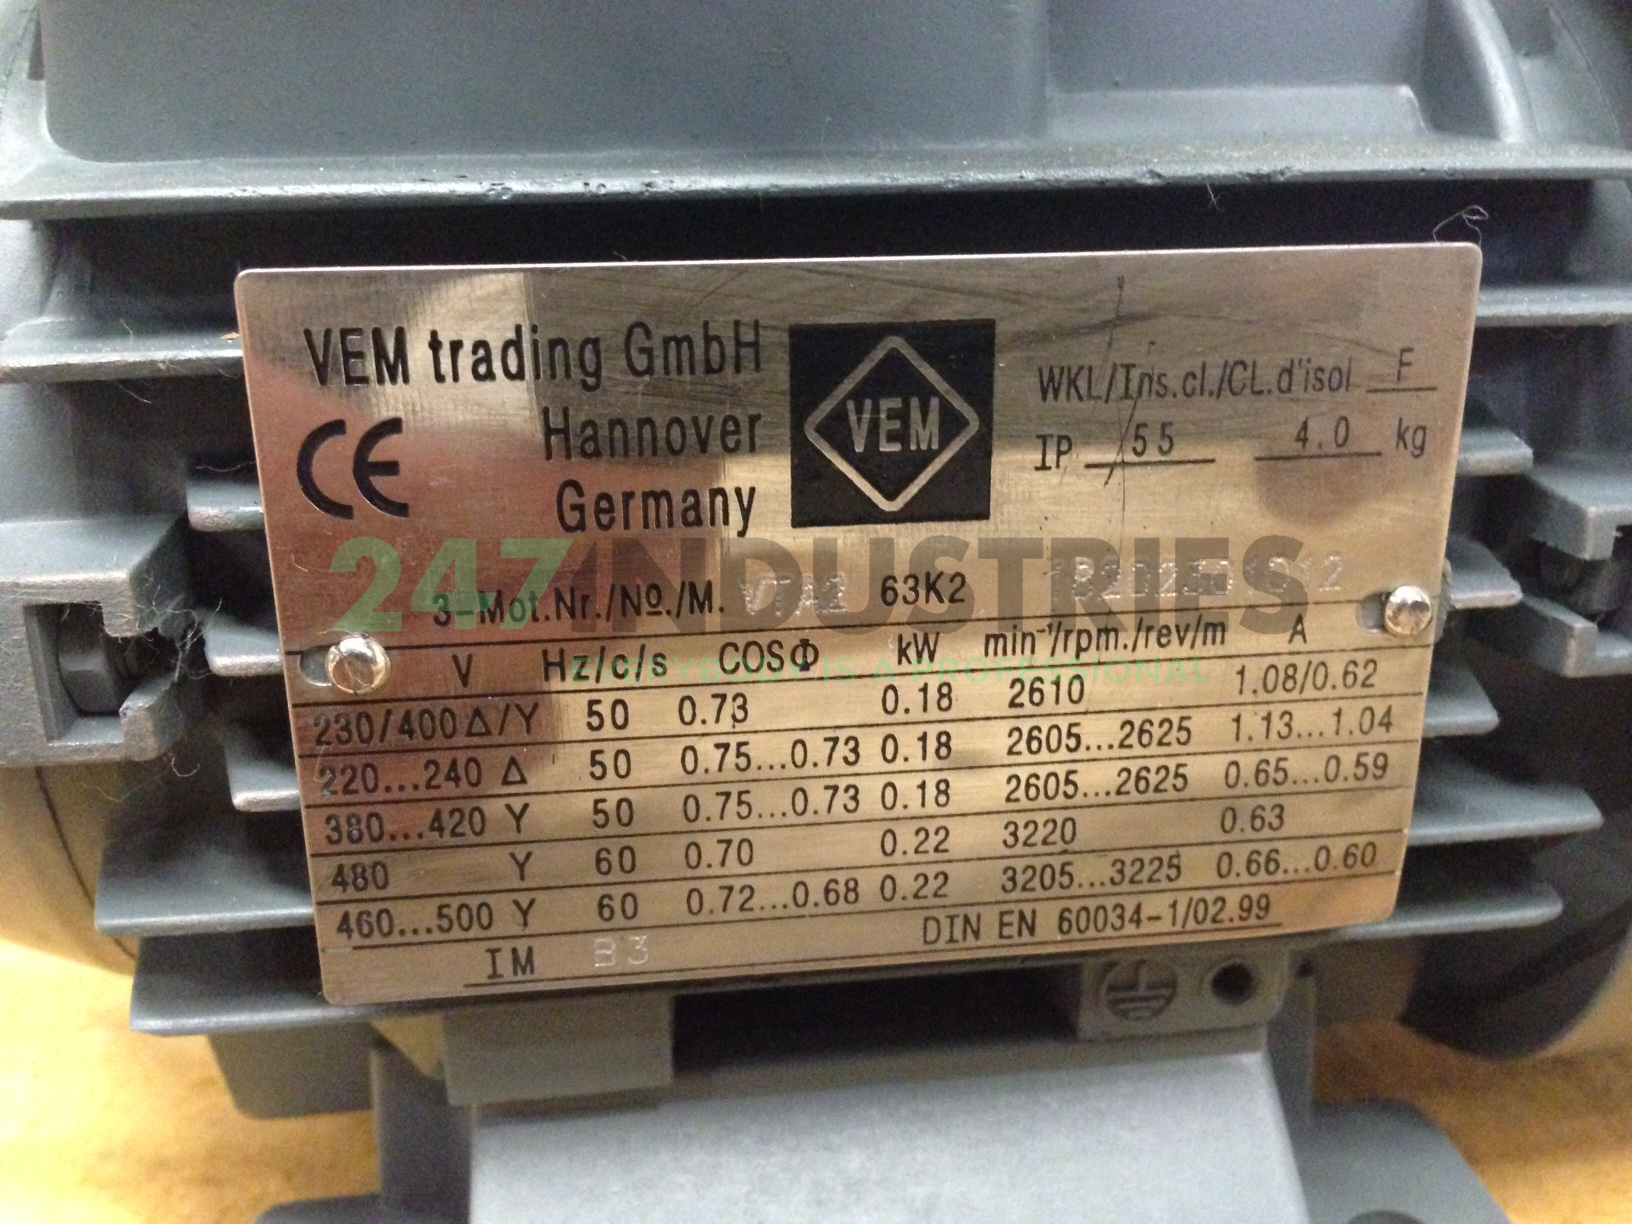 VEM trading GmbH
Hannover
Germany
CE
VEM
WKL/Ins.cl./CL.d'isol F
IP 55 4.0 kg
247INDUSTRIES
EVERYBODY IS A PROFESSIONAL
3-Mot.Nr./№./M. VTA2 63K2
V Hz/c/s COSΦ kW min⁻¹/rpm./rev/m A
230/400Δ/Y 50 0.73 0.18 2610 1.08/0.62
220...240 Δ 50 0.75...0.73 0.18 2605...2625 1.13...1.04
380...420 Y 50 0.75...0.73 0.18 2605...2625 0.65...0.59
480 Y 60 0.70 0.22 3220 0.63
460...500 Y 60 0.72...0.68 0.22 3205...3225 0.66...0.60
IM B3 DIN EN 60034-1/02.99